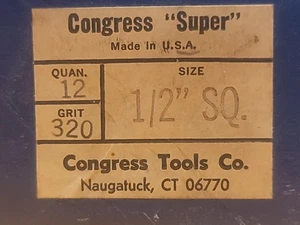 Congress "Super"
Made In U.S.A.
QUAN.
12
SIZE
1/2" SQ.
GRIT
320
Congress Tools Co.
Naugatuck, CT 06770